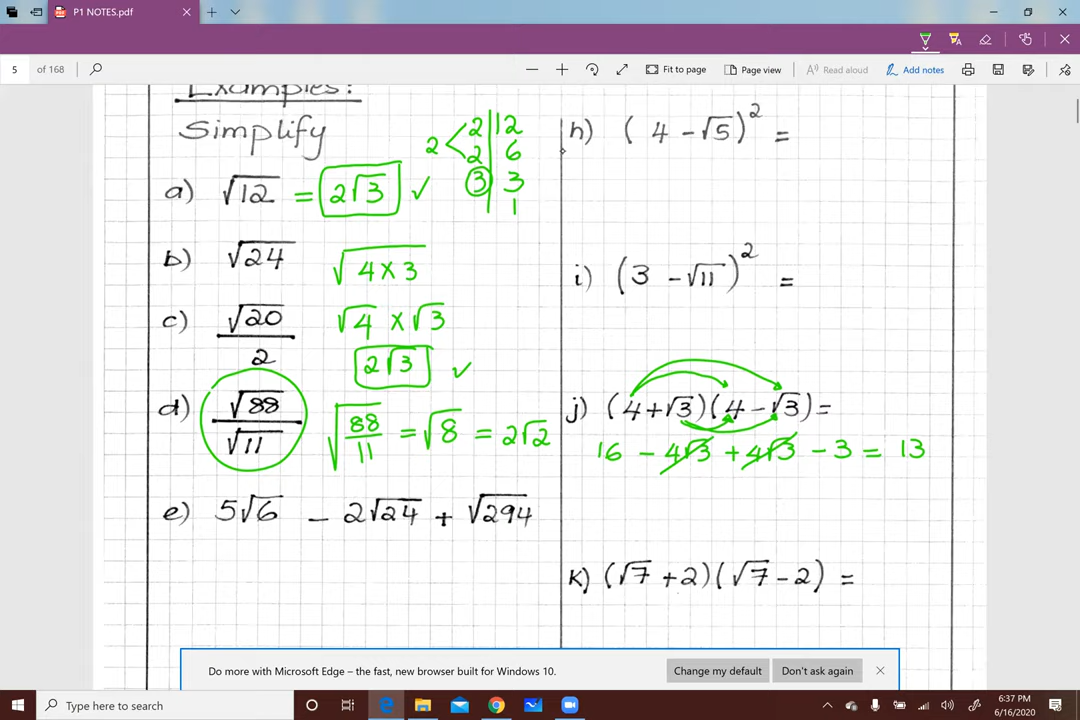 P1 NOTES.pdf
5 of 168
Fit to page
Page view
Read aloud
Add notes
Examples:
Simplify
a) √12 = 2√3 ✓
2 2 | 12
2 | 6
3 | 3
| 1
b) √24
√4×3
c) √20 / 2
√4 × √3
2√3 ✓
d) √88 / √11
√88/11 = √8 = 2√2
e) 5√6 - 2√24 + √294
h) (4 - √5)² =
i) (3 - √11)² =
j) (4+√3)(4-√3) =
16 - 4√3 + 4√3 - 3 = 13
k) (√7 + 2)(√7 - 2) =
Do more with Microsoft Edge – the fast, new browser built for Windows 10.
Change my default
Don't ask again
Type here to search
6:37 PM
6/16/2020